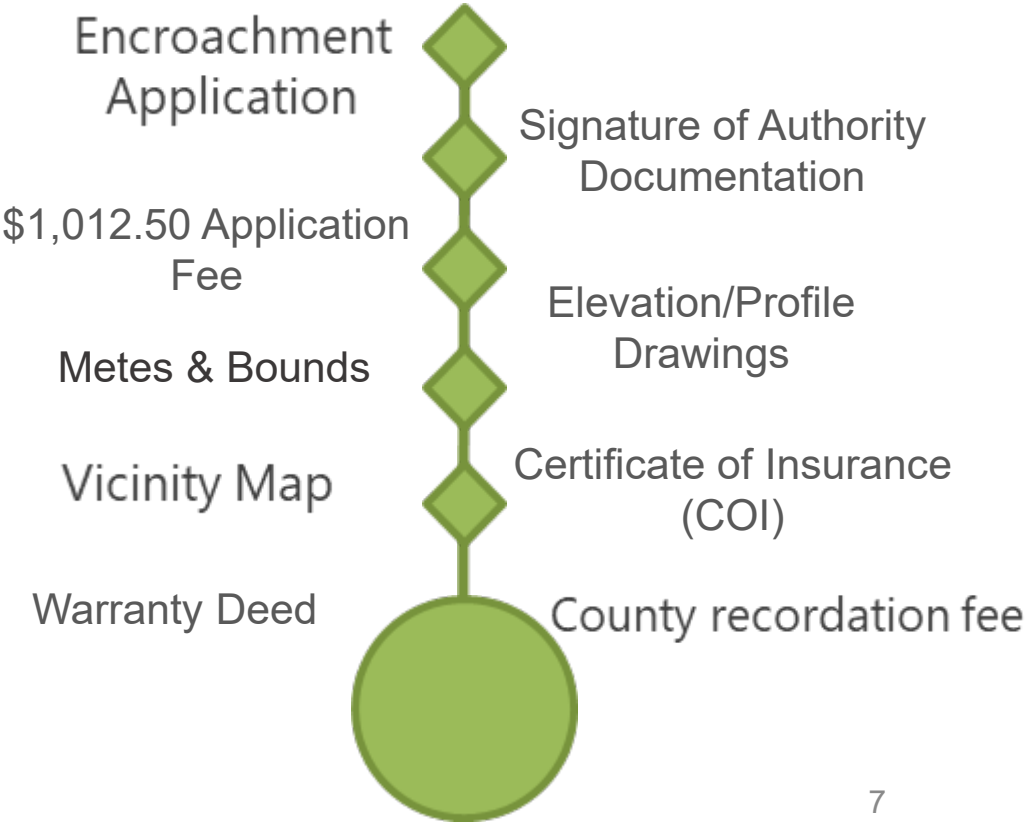 Encroachment
Application
Signature of Authority
Documentation
$1,012.50 Application
Fee
Elevation/Profile
Drawings
Metes & Bounds
Certificate of Insurance
(COI)
Vicinity Map
Warranty Deed
County recordation fee
7